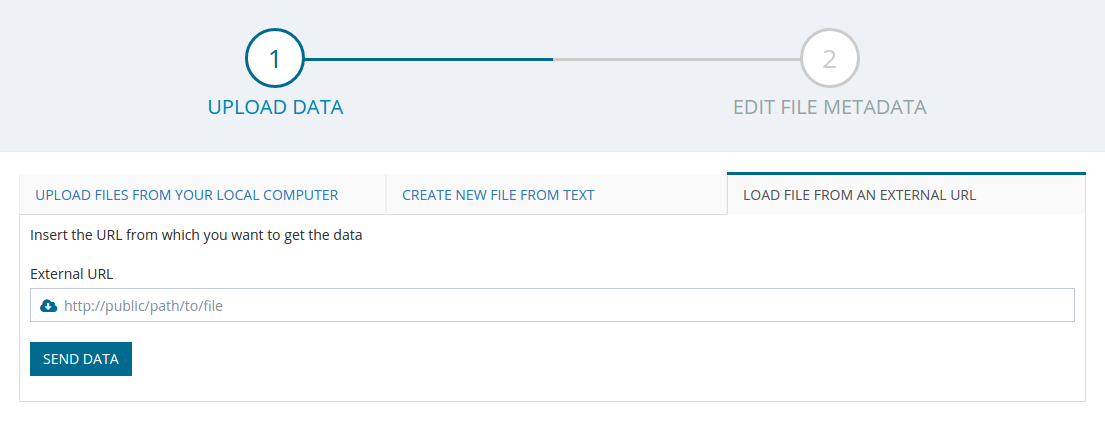 1
2
UPLOAD DATA
EDIT FILE METADATA
UPLOAD FILES FROM YOUR LOCAL COMPUTER
CREATE NEW FILE FROM TEXT
LOAD FILE FROM AN EXTERNAL URL
Insert the URL from which you want to get the data
External URL
http://public/path/to/file
SEND DATA